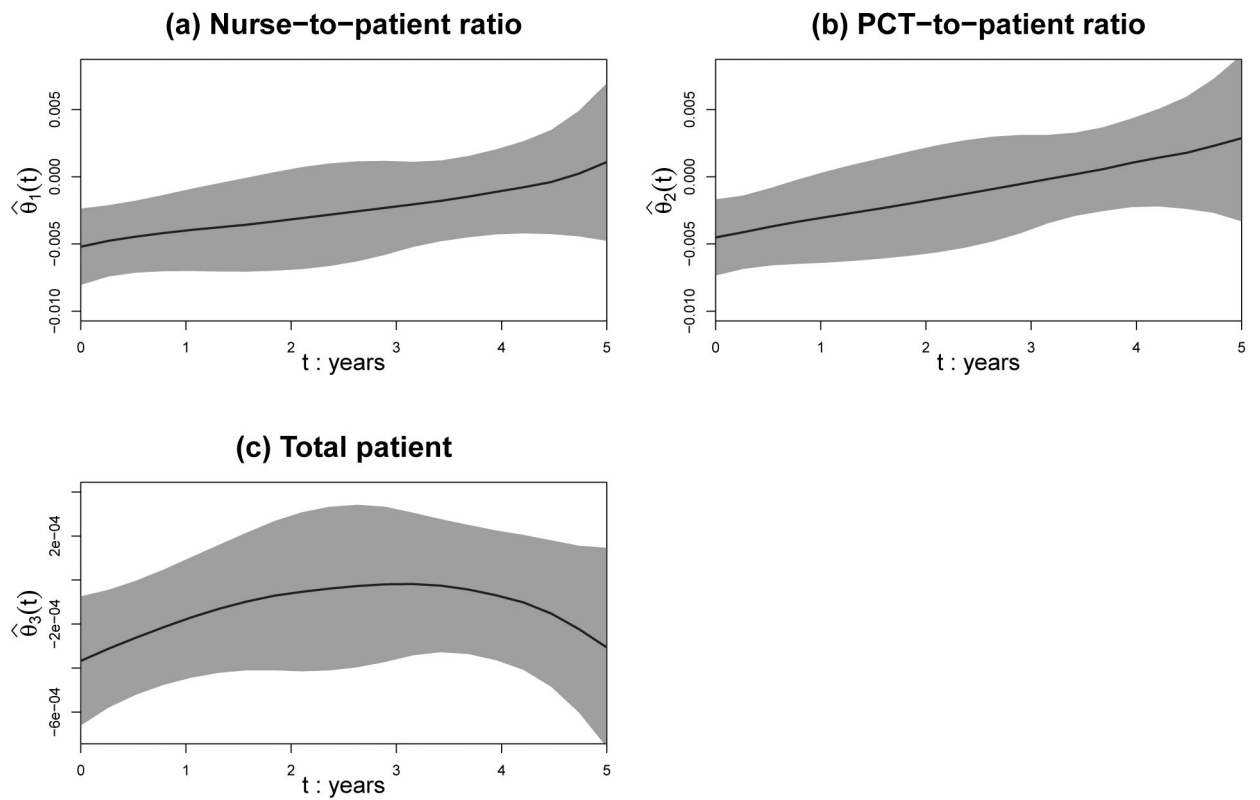 (a) Nurse−to−patient ratio
θ̂₁(t)
0.005
0.000
−0.005
−0.010
0 1 2 3 4 5
t : years
(b) PCT−to−patient ratio
θ̂₂(t)
0.005
0.000
−0.005
−0.010
0 1 2 3 4 5
t : years
(c) Total patient
θ̂₃(t)
2e−04
−2e−04
−6e−04
0 1 2 3 4 5
t : years